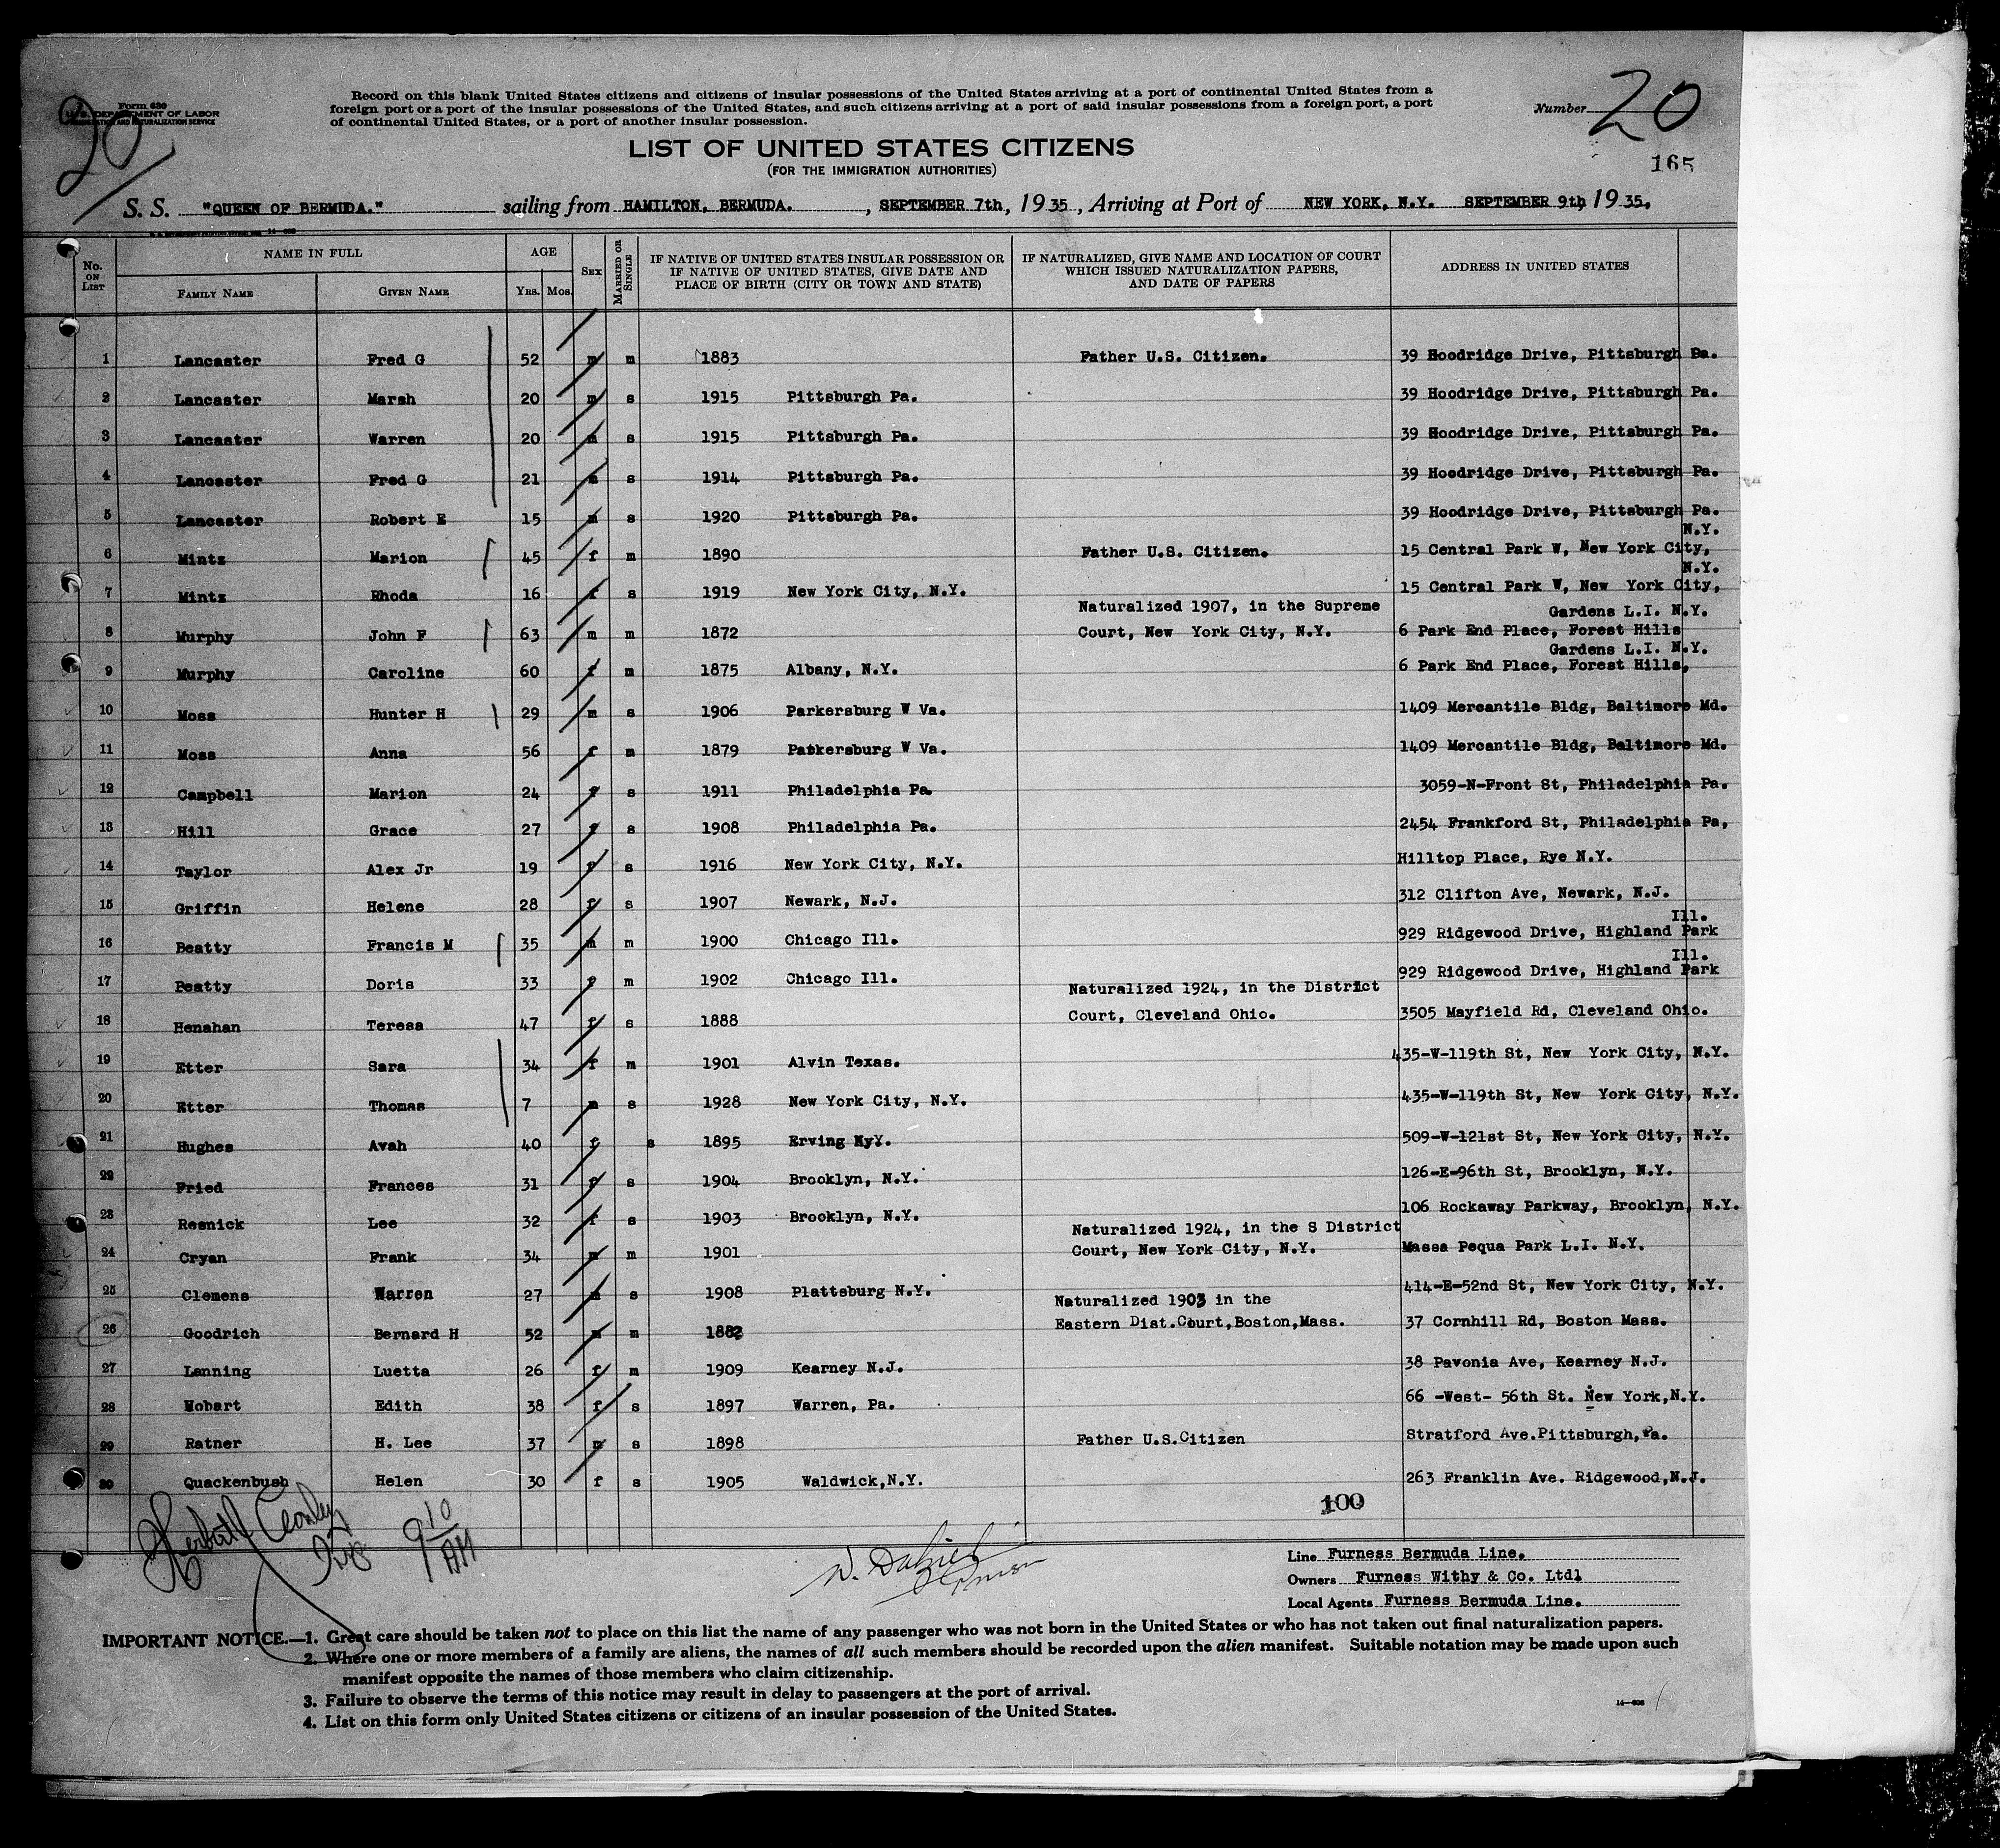 Form 630
U. S. DEPARTMENT OF LABOR
IMMIGRATION AND NATURALIZATION SERVICE
20
Record on this blank United States citizens and citizens of insular possessions of the United States arriving at a port of continental United States from a
foreign port or a port of the insular possessions of the United States, and such citizens arriving at a port of said insular possessions from a foreign port, a port
of continental United States, or a port of another insular possession.
Number 20
LIST OF UNITED STATES CITIZENS
(FOR THE IMMIGRATION AUTHORITIES)
165
S. S. "QUEEN OF BERMUDA." sailing from HAMILTON, BERMUDA. , SEPTEMBER 7th, 1935, Arriving at Port of NEW YORK, N.Y. SEPTEMBER 9th, 1935.
No. ON LIST NAME IN FULL FAMILY NAME GIVEN NAME AGE YRS. MOS. SEX MARRIED OR SINGLE IF NATIVE OF UNITED STATES INSULAR POSSESSION OR IF NATIVE OF UNITED STATES, GIVE DATE AND PLACE OF BIRTH (CITY OR TOWN AND STATE) IF NATURALIZED, GIVE NAME AND LOCATION OF COURT WHICH ISSUED NATURALIZATION PAPERS, AND DATE OF PAPERS ADDRESS IN UNITED STATES
1 Lancaster Fred G 52 m m 1883 Father U.S. Citizen. 39 Hoodridge Drive, Pittsburgh Pa.
2 Lancaster Marsh 20 m s 1915 Pittsburgh Pa. 39 Hoodridge Drive, Pittsburgh Pa.
3 Lancaster Warren 20 m s 1915 Pittsburgh Pa. 39 Hoodridge Drive, Pittsburgh Pa.
4 Lancaster Fred G 21 m s 1914 Pittsburgh Pa. 39 Hoodridge Drive, Pittsburgh Pa.
5 Lancaster Robert E 15 m s 1920 Pittsburgh Pa. 39 Hoodridge Drive, Pittsburgh Pa.
N.Y.
6 Mintz Marion 45 f m 1890 Father U.S. Citizen. 15 Central Park W, New York City,
N.Y.
7 Mintz Rhoda 16 f s 1919 New York City, N.Y. 15 Central Park W, New York City,
Naturalized 1907, in the Supreme Gardens L.I. N.Y.
8 Murphy John F 63 m m 1872 Court, New York City, N.Y. 6 Park End Place, Forest Hills
Gardens L.I. N.Y.
9 Murphy Caroline 60 f m 1875 Albany, N.Y. 6 Park End Place, Forest Hills,
10 Moss Hunter H 29 m s 1906 Parkersburg W Va. 1409 Mercantile Bldg, Baltimore Md.
11 Moss Anna 56 f m 1879 Parkersburg W Va. 1409 Mercantile Bldg, Baltimore Md.
12 Campbell Marion 24 f s 1911 Philadelphia Pa. 3059-N-Front St, Philadelphia Pa.
13 Hill Grace 27 f s 1908 Philadelphia Pa. 2454 Frankford St, Philadelphia Pa,
14 Taylor Alex Jr 19 f s 1916 New York City, N.Y. Hilltop Place, Rye N.Y.
15 Griffin Helene 28 f s 1907 Newark, N.J. 312 Clifton Ave, Newark, N.J.
Ill.
16 Beatty Francis M 35 m m 1900 Chicago Ill. 929 Ridgewood Drive, Highland Park
Ill.
17 Beatty Doris 33 f m 1902 Chicago Ill. 929 Ridgewood Drive, Highland Park
Naturalized 1924, in the District
18 Henahan Teresa 47 f s 1888 Court, Cleveland Ohio. 3505 Mayfield Rd, Cleveland Ohio.
19 Etter Sara 34 f m 1901 Alvin Texas. 435-W-119th St, New York City, N.Y.
20 Etter Thomas 7 m s 1928 New York City, N.Y. 435-W-119th St, New York City, N.Y.
21 Hughes Avah 40 f s 1895 Erving NyY. 509-W-121st St, New York City, N.Y.
22 Fried Frances 31 f s 1904 Brooklyn, N.Y. 126-E-96th St, Brooklyn, N.Y.
23 Resnick Lee 32 f s 1903 Brooklyn, N.Y. 106 Rockaway Parkway, Brooklyn, N.Y.
Naturalized 1924, in the S District
24 Cryan Frank 34 m m 1901 Court, New York City, N.Y. Massa Pequa Park L.I. N.Y.
25 Clemens Warren 27 m s 1908 Plattsburg N.Y. 414-E-52nd St, New York City, N.Y.
Naturalized 1903 in the
26 Goodrich Bernard H 52 m m 1882 Eastern Dist.Court,Boston,Mass. 37 Cornhill Rd, Boston Mass.
27 Lanning Luetta 26 f m 1909 Kearney N.J. 38 Pavonia Ave, Kearney N.J.
28 Hobart Edith 38 f s 1897 Warren, Pa. 66 -West- 56th St. New York,N.Y.
29 Ratner H. Lee 37 m s 1898 Father U.S.Citizen Stratford Ave.Pittsburgh,Pa.
30 Quackenbush Helen 30 f s 1905 Waldwick,N.Y. 263 Franklin Ave. Ridgewood,N.J.
100
9 10 AM
Line Furness Bermuda Line.
Owners Furness Withy & Co. Ltdl
Local Agents Furness Bermuda Line.
IMPORTANT NOTICE.—1. Great care should be taken not to place on this list the name of any passenger who was not born in the United States or who has not taken out final naturalization papers.
2. Where one or more members of a family are aliens, the names of all such members should be recorded upon the alien manifest. Suitable notation may be made upon such
manifest opposite the names of those members who claim citizenship.
3. Failure to observe the terms of this notice may result in delay to passengers at the port of arrival.
4. List on this form only United States citizens or citizens of an insular possession of the United States.
14-608